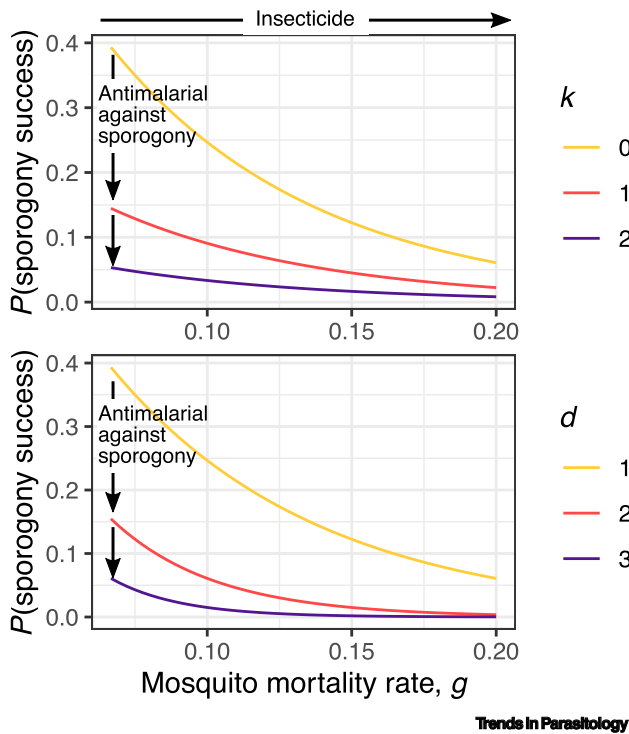 Insecticide
P(sporogony success)
0.4
0.3
0.2
0.1
0.0
Antimalarial
against
sporogony
0.10
0.15
0.20
k
0
1
2
P(sporogony success)
0.4
0.3
0.2
0.1
0.0
Antimalarial
against
sporogony
0.10
0.15
0.20
d
1
2
3
Mosquito mortality rate, g
Trends in Parasitology